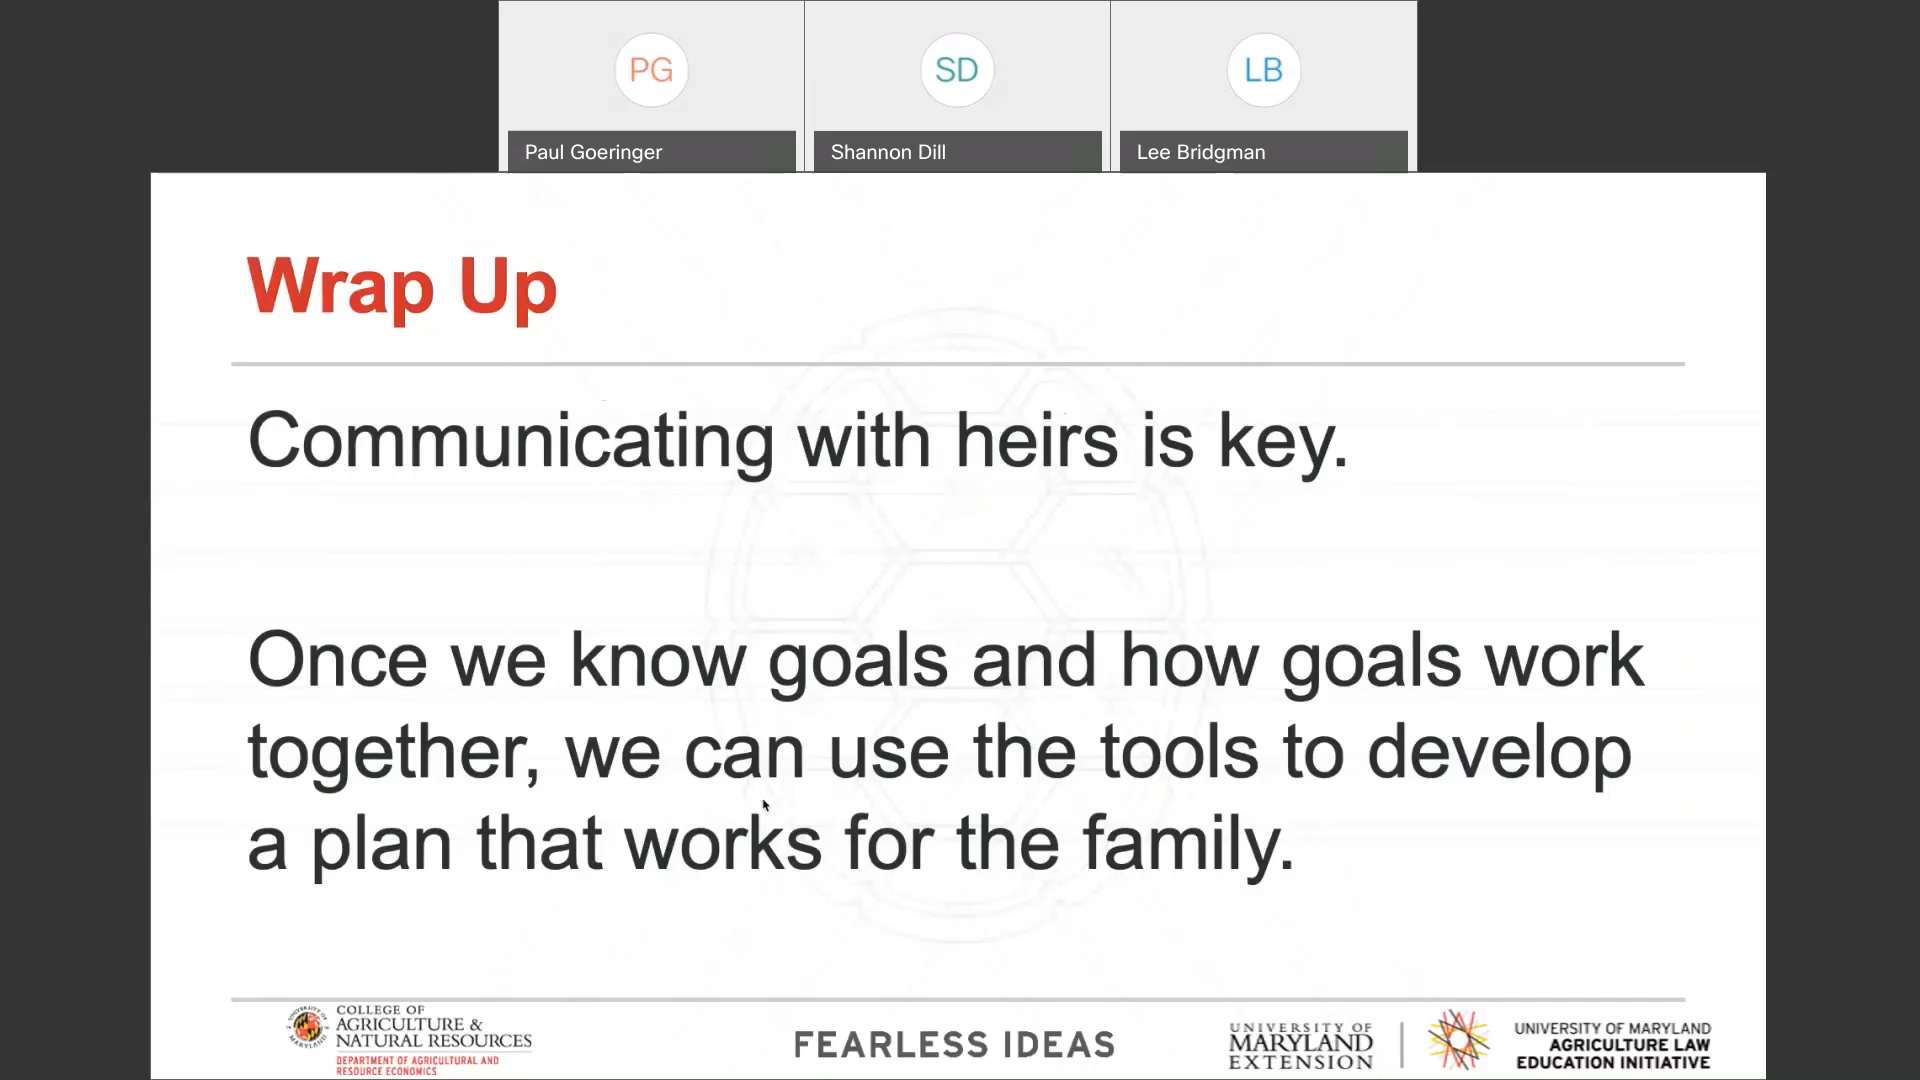 PG
SD
LB
Paul Goeringer
Shannon Dill
Lee Bridgman
Wrap Up
Communicating with heirs is key.
Once we know goals and how goals work
together, we can use the tools to develop
a plan that works for the family.
COLLEGE OF
AGRICULTURE &
NATURAL RESOURCES
DEPARTMENT OF AGRICULTURAL AND
RESOURCE ECONOMICS
FEARLESS IDEAS
UNIVERSITY OF
MARYLAND
EXTENSION
UNIVERSITY OF MARYLAND
AGRICULTURE LAW
EDUCATION INITIATIVE